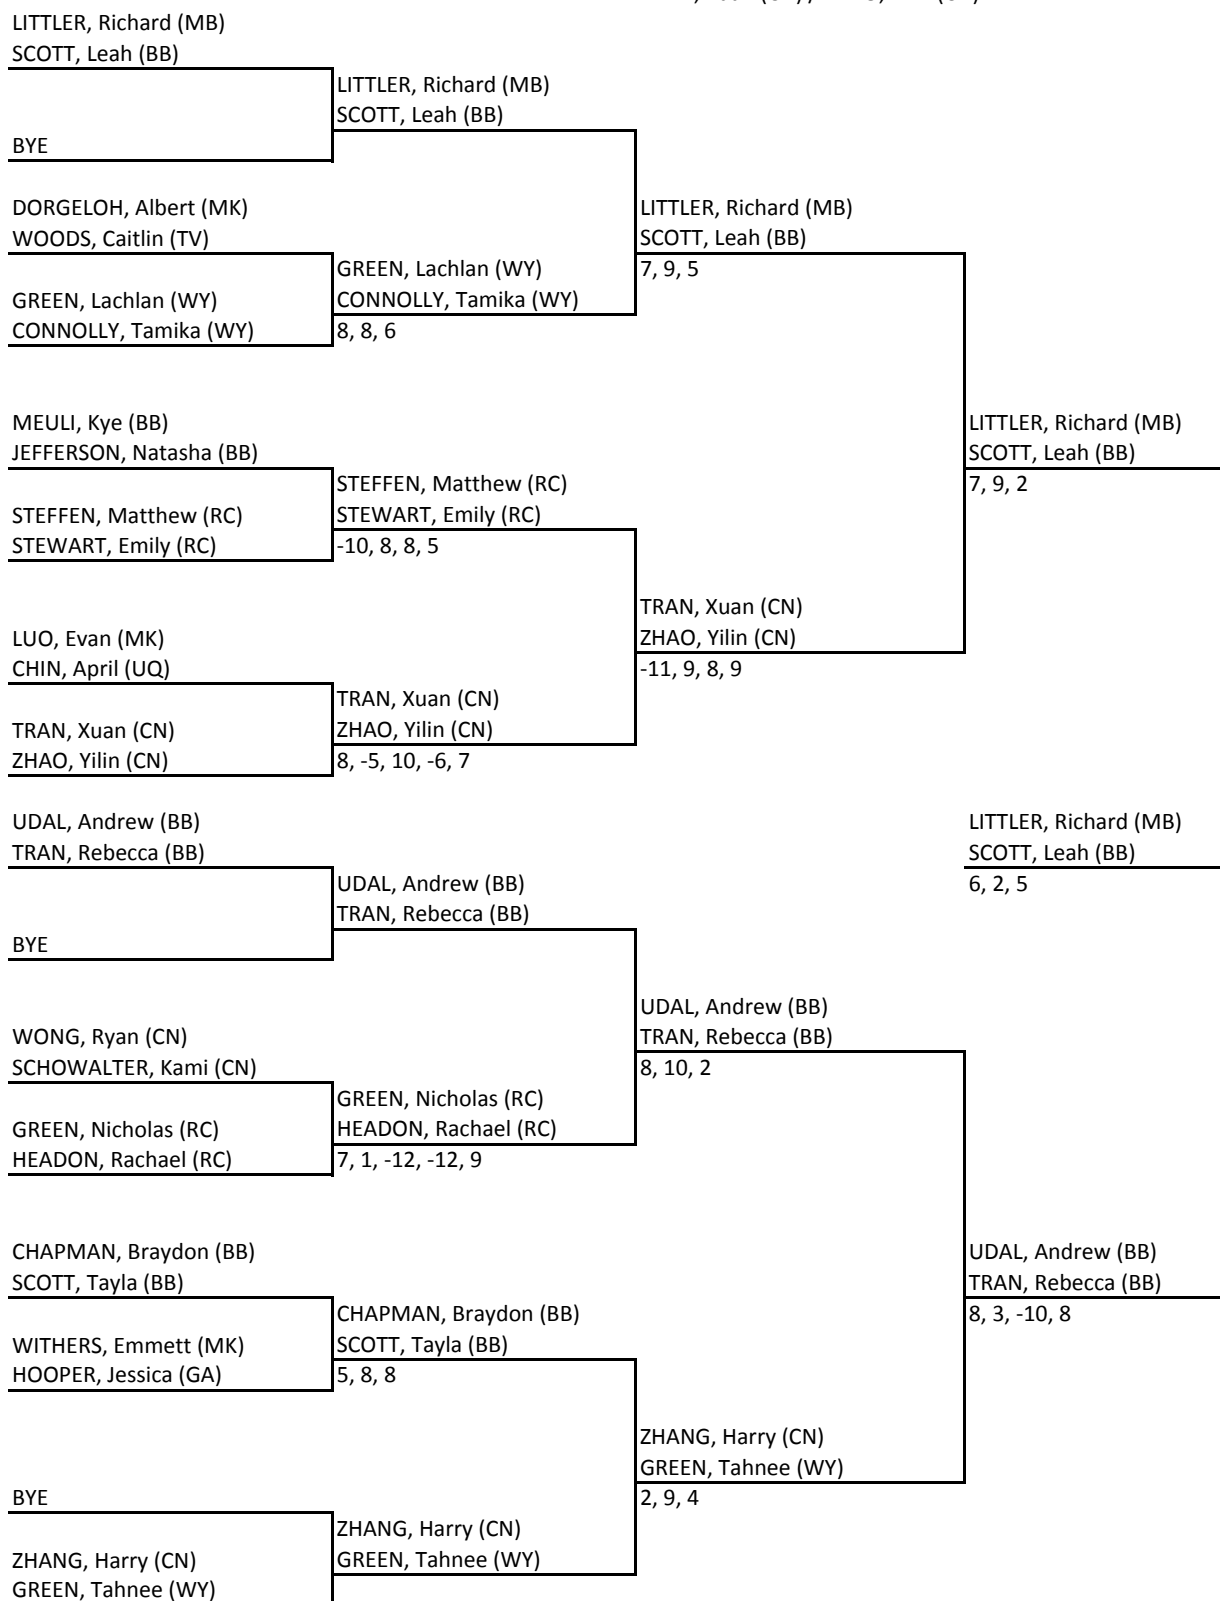 LITTLER, Richard (MB)
SCOTT, Leah (BB)
LITTLER, Richard (MB)
SCOTT, Leah (BB)
BYE
DORGELOH, Albert (MK)
LITTLER, Richard (MB)
WOODS, Caitlin (TV)
SCOTT, Leah (BB)
GREEN, Lachlan (WY)
7, 9, 5
GREEN, Lachlan (WY)
CONNOLLY, Tamika (WY)
CONNOLLY, Tamika (WY)
8, 8, 6
MEULI, Kye (BB)
LITTLER, Richard (MB)
JEFFERSON, Natasha (BB)
SCOTT, Leah (BB)
STEFFEN, Matthew (RC)
7, 9, 2
STEFFEN, Matthew (RC)
STEWART, Emily (RC)
STEWART, Emily (RC)
-10, 8, 8, 5
TRAN, Xuan (CN)
LUO, Evan (MK)
ZHAO, Yilin (CN)
CHIN, April (UQ)
-11, 9, 8, 9
TRAN, Xuan (CN)
TRAN, Xuan (CN)
ZHAO, Yilin (CN)
ZHAO, Yilin (CN)
8, -5, 10, -6, 7
UDAL, Andrew (BB)
LITTLER, Richard (MB)
TRAN, Rebecca (BB)
SCOTT, Leah (BB)
UDAL, Andrew (BB)
6, 2, 5
TRAN, Rebecca (BB)
BYE
UDAL, Andrew (BB)
WONG, Ryan (CN)
TRAN, Rebecca (BB)
SCHOWALTER, Kami (CN)
8, 10, 2
GREEN, Nicholas (RC)
GREEN, Nicholas (RC)
HEADON, Rachael (RC)
HEADON, Rachael (RC)
7, 1, -12, -12, 9
CHAPMAN, Braydon (BB)
UDAL, Andrew (BB)
SCOTT, Tayla (BB)
TRAN, Rebecca (BB)
CHAPMAN, Braydon (BB)
8, 3, -10, 8
WITHERS, Emmett (MK)
SCOTT, Tayla (BB)
HOOPER, Jessica (GA)
5, 8, 8
ZHANG, Harry (CN)
GREEN, Tahnee (WY)
BYE
2, 9, 4
ZHANG, Harry (CN)
ZHANG, Harry (CN)
GREEN, Tahnee (WY)
GREEN, Tahnee (WY)